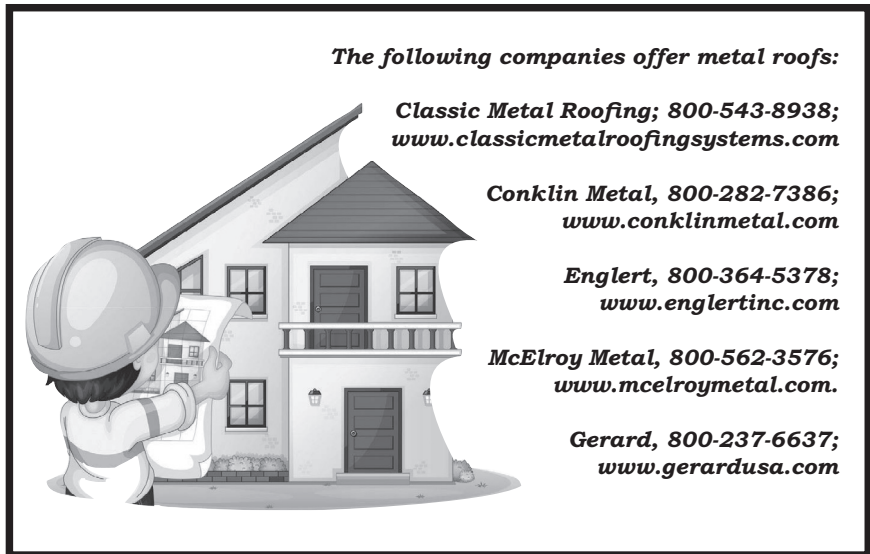 The following companies offer metal roofs:
Classic Metal Roofing; 800-543-8938;
www.classicmetalroofingsystems.com
Conklin Metal, 800-282-7386;
www.conklinmetal.com
Englert, 800-364-5378;
www.englertinc.com
McElroy Metal, 800-562-3576;
www.mcelroymetal.com.
Gerard, 800-237-6637;
www.gerardusa.com